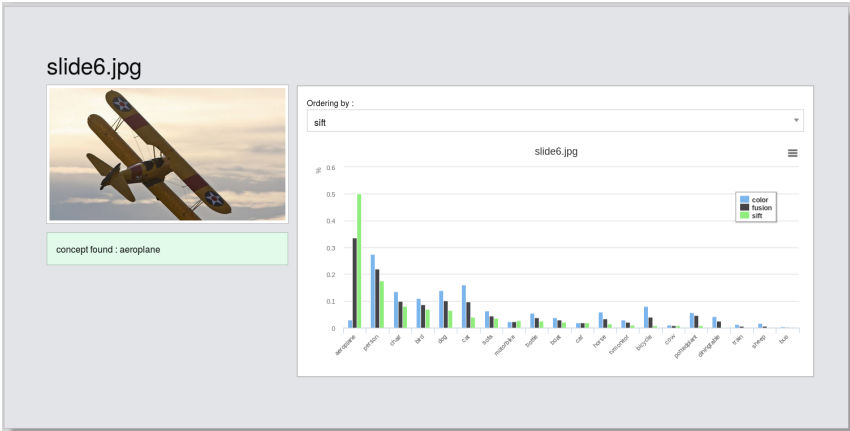 slide6.jpg
Ordering by :
sift
slide6.jpg
%
0.6
0.5
0.4
0.3
0.2
0.1
0
color
fusion
sift
aeroplane
person
chair
bird
dog
cat
sofa
motorbike
bottle
boat
car
horse
tvmonitor
bicycle
cow
pottedplant
diningtable
train
sheep
bus
concept found : aeroplane